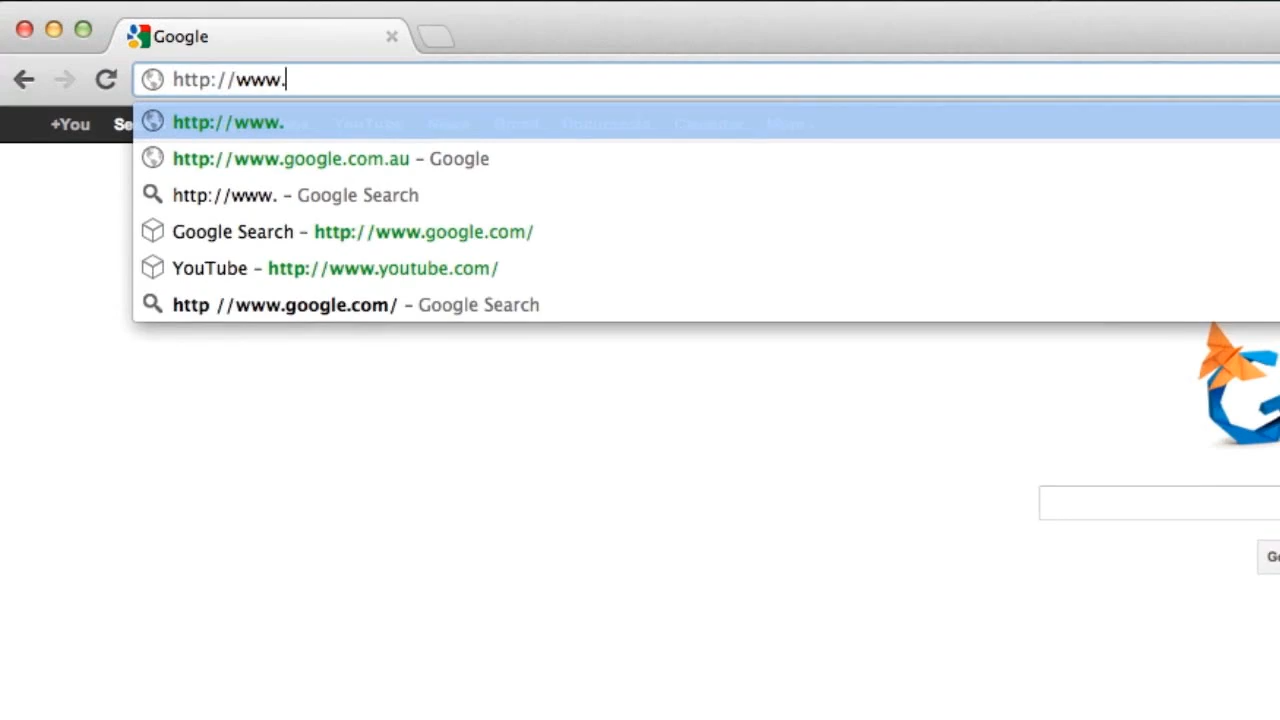 Google
http://www.
+You Se
http://www.
http://www.google.com.au – Google
http://www. – Google Search
Google Search – http://www.google.com/
YouTube – http://www.youtube.com/
http //www.google.com/ – Google Search
G